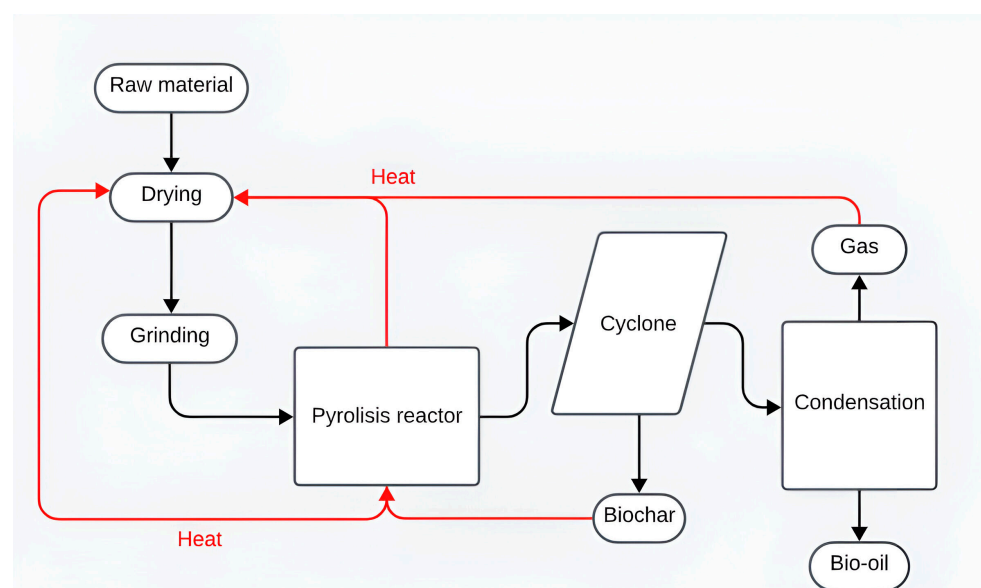 Raw material
Heat
Drying
Gas
Cyclone
Grinding
Condensation
Pyrolisis reactor
Biochar
Heat
Bio-oil